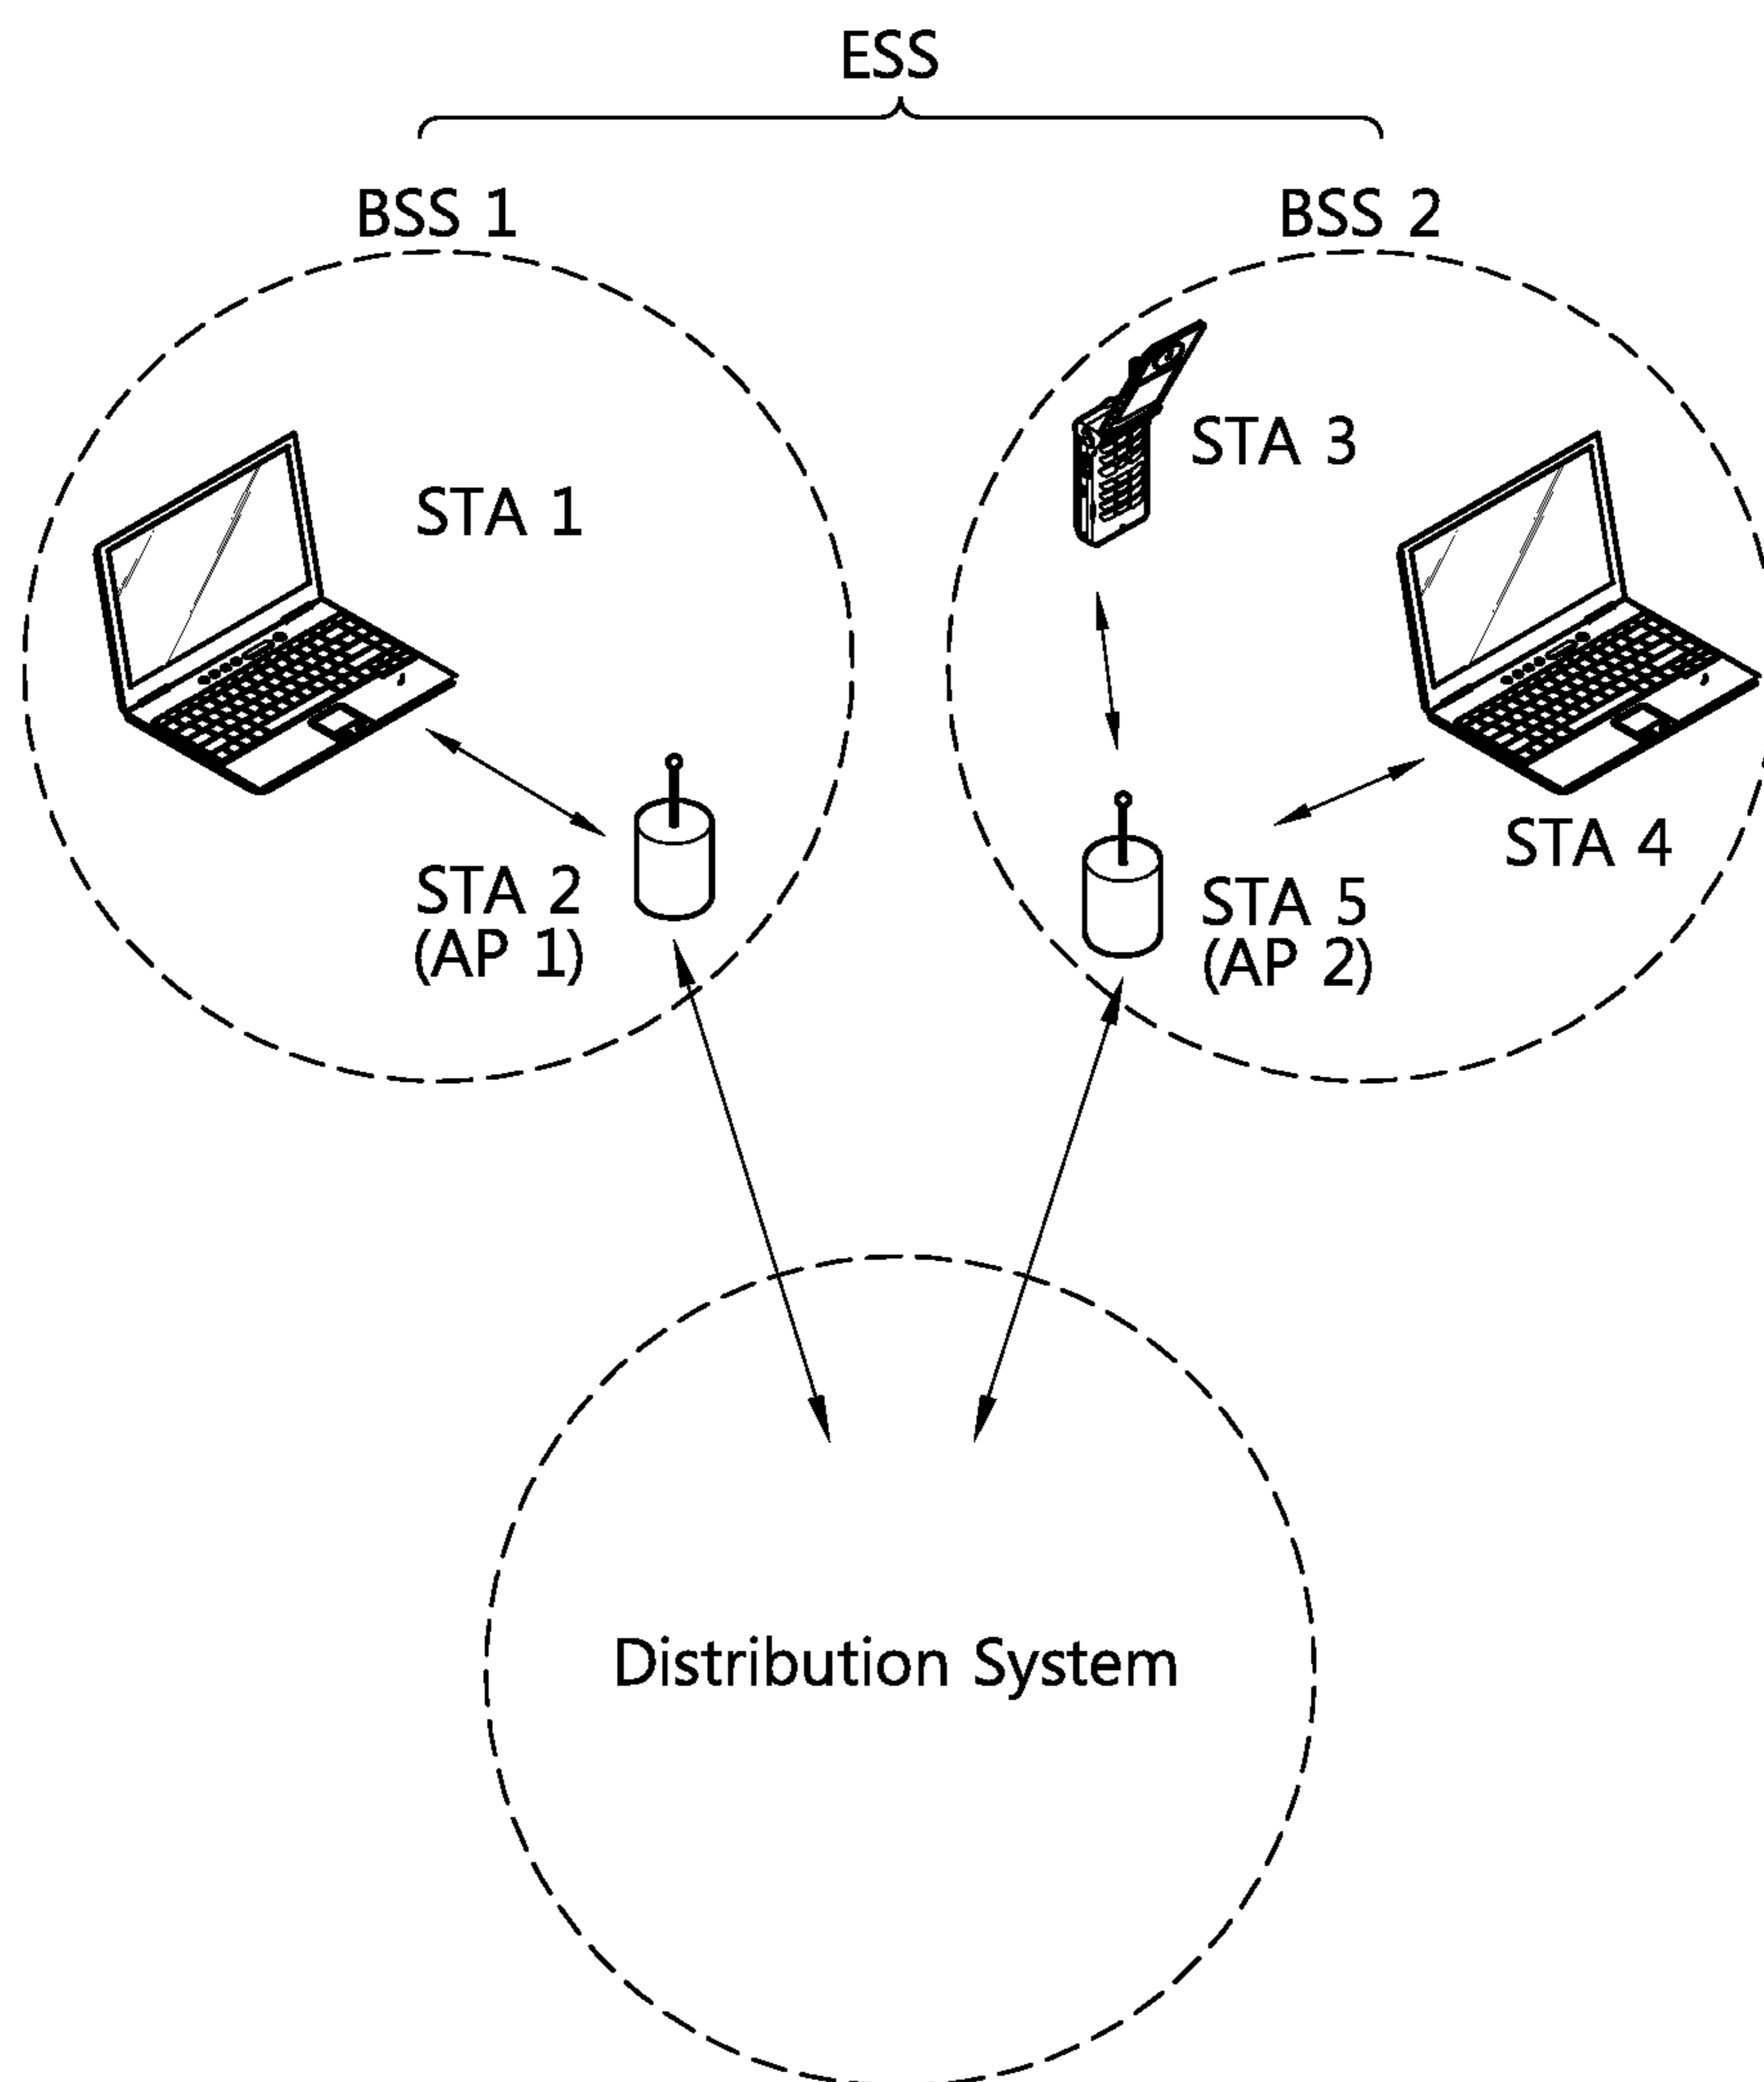 ESS
BSS 1
BSS 2
STA 3
STA 1
STA 4
STA 2
(AP 1)
STA 5
(AP 2)
Distribution System